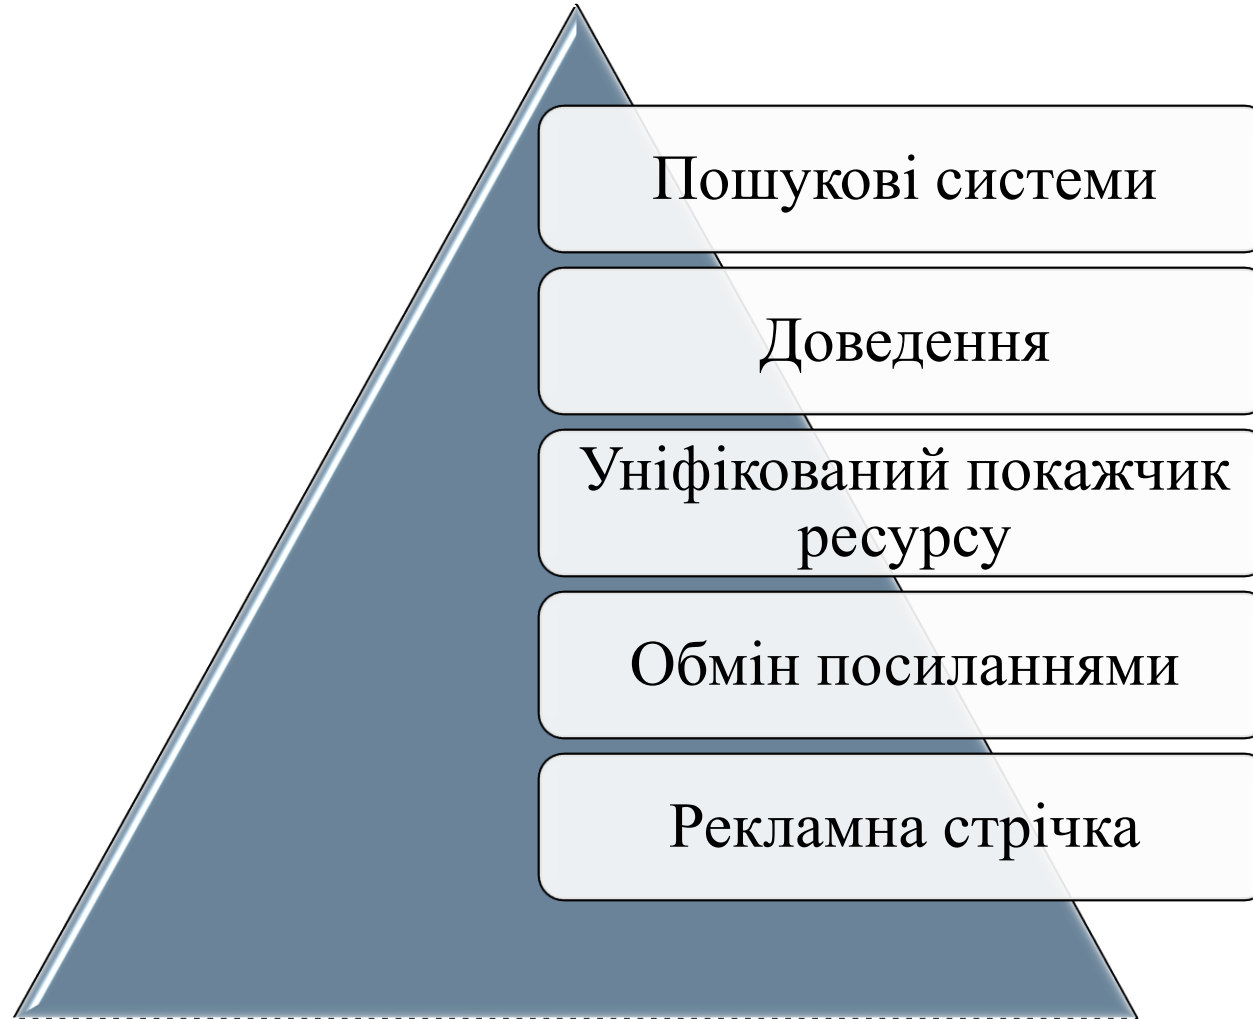 Пошукові системи
Доведення
Уніфікований покажчик
ресурсу
Обмін посиланнями
Рекламна стрічка